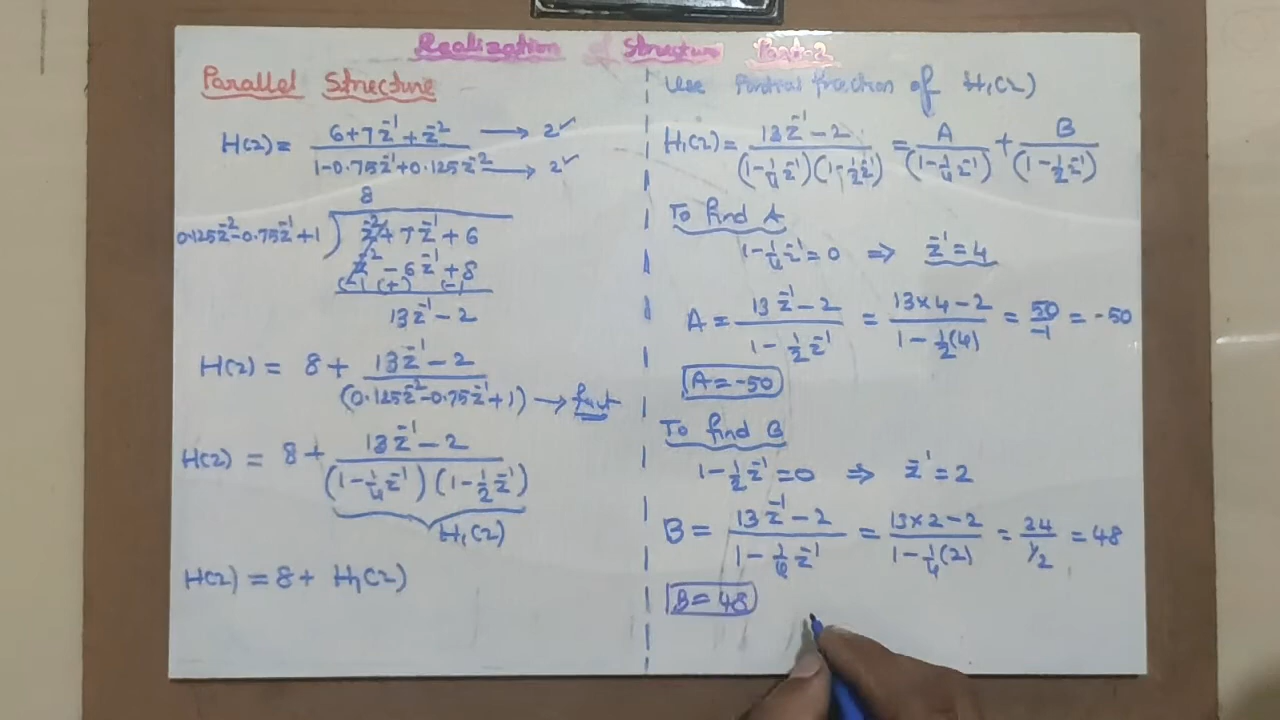 Realization of Structure
Parallel Structure
H(z) = (6+7z⁻¹+z⁻²)/(1-0.75z⁻¹+0.125z⁻²) → 2✓ → 2✓
8
0.125z⁻²-0.75z⁻¹+1 ) z⁻²+7z⁻¹+6
z⁻²-6z⁻¹+8
(-) (+) (-)
13z⁻¹-2
H(z) = 8 + (13z⁻¹-2)/(0.125z⁻²-0.75z⁻¹+1) → fact
H(z) = 8 + (13z⁻¹-2)/((1-1/4z⁻¹)(1-1/2z⁻¹))
H₁(z)
H(z) = 8 + H₁(z)
Use Partial fraction of H₁(z)
H₁(z) = (13z⁻¹-2)/((1-1/4z⁻¹)(1-1/2z⁻¹)) = A/(1-1/4z⁻¹) + B/(1-1/2z⁻¹)
To find A
1-1/4z⁻¹=0 ⇒ z⁻¹=4
A = (13z⁻¹-2)/(1-1/2z⁻¹) = (13×4-2)/(1-1/2(4)) = 50/-1 = -50
A=-50
To find B
1-1/2z⁻¹=0 ⇒ z⁻¹=2
B = (13z⁻¹-2)/(1-1/4z⁻¹) = (13×2-2)/(1-1/4(2)) = 24/1/2 = 48
B=48